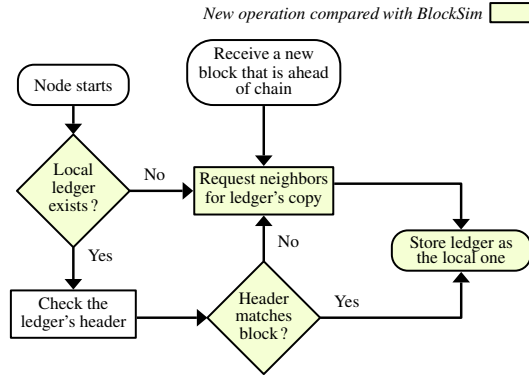 New operation compared with BlockSim
Receive a new
block that is ahead
of chain
Node starts
Local
ledger
exists ?
No
Request neighbors
for ledger's copy
Yes
No
Store ledger as
the local one
Check the
ledger's header
Header
matches
block ?
Yes